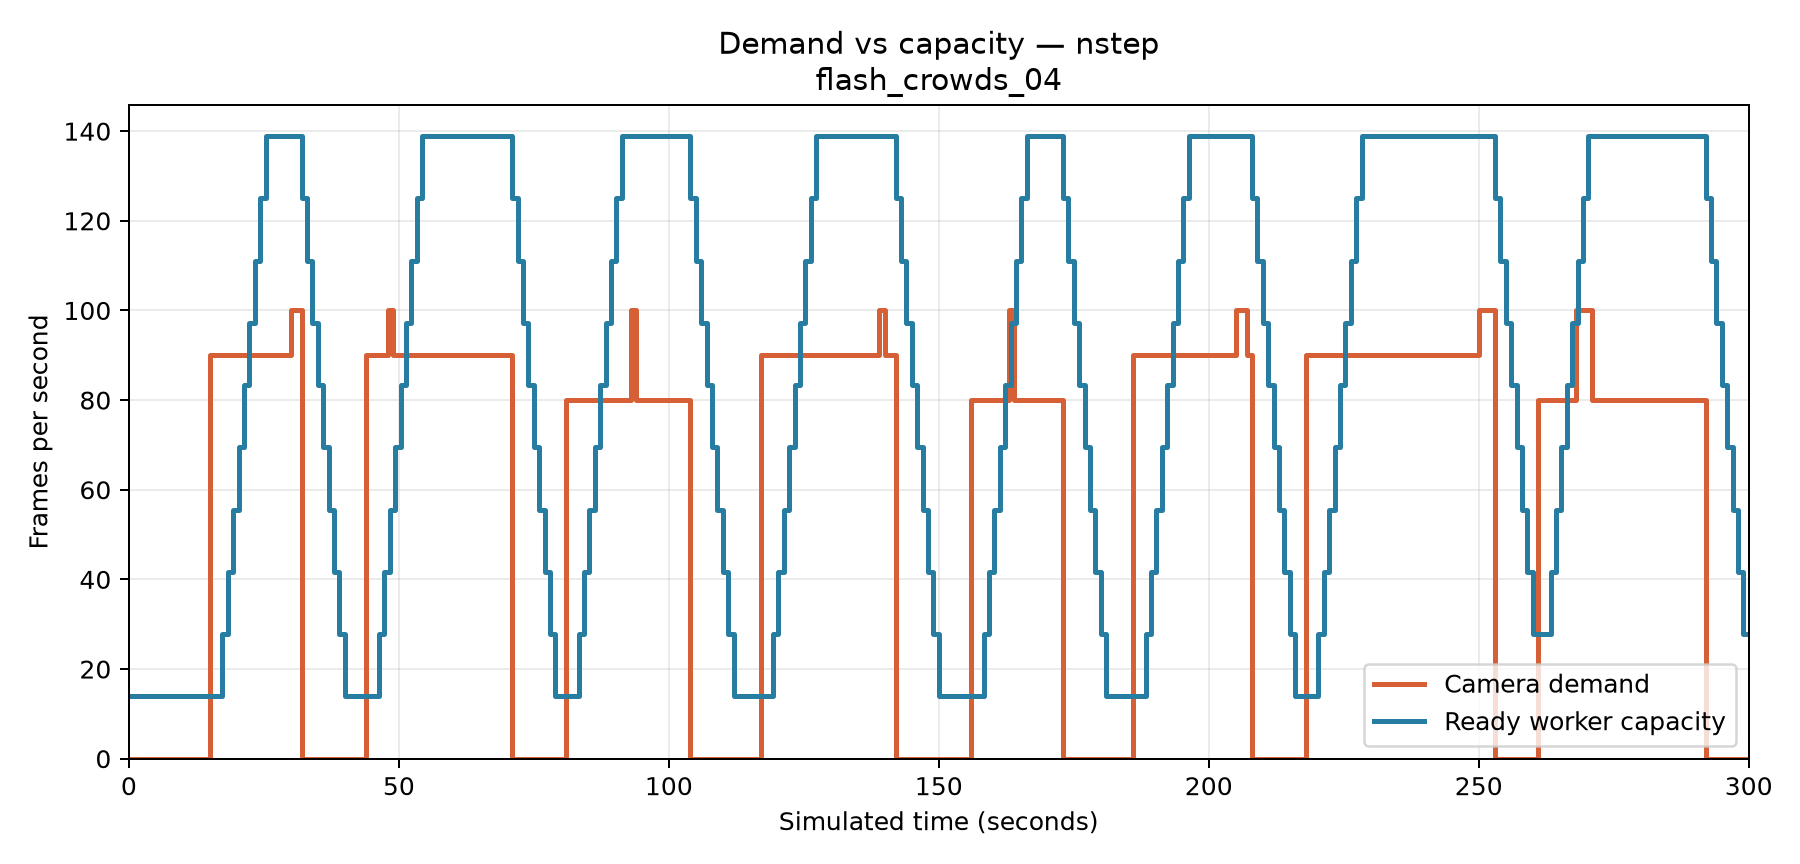 Demand vs capacity — nstep
flash_crowds_04
Frames per second
140
120
100
80
60
40
20
0
0 50 100 150 200 250 300
Simulated time (seconds)
Camera demand
Ready worker capacity